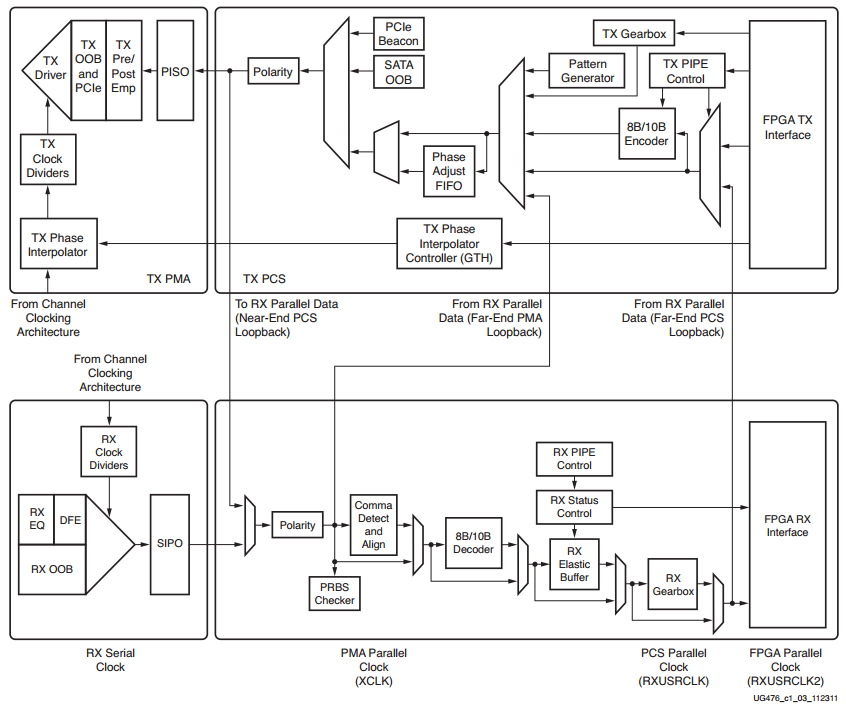 TX
Driver
TX
OOB
and
PCIe
TX
Pre/
Post
Emp
PISO
Polarity
PCIe
Beacon
SATA
OOB
TX Gearbox
Pattern
Generator
TX PIPE
Control
8B/10B
Encoder
FPGA TX
Interface
TX
Clock
Dividers
Phase
Adjust
FIFO
TX Phase
Interpolator
TX Phase
Interpolator
Controller (GTH)
TX PMA
TX PCS
From Channel
Clocking
Architecture
To RX Parallel Data
(Near-End PCS
Loopback)
From RX Parallel
Data (Far-End PMA
Loopback)
From RX Parallel
Data (Far-End PCS
Loopback)
From Channel
Clocking
Architecture
RX
Clock
Dividers
RX
EQ
DFE
RX OOB
SIPO
Polarity
PRBS
Checker
Comma
Detect
and
Align
8B/10B
Decoder
RX PIPE
Control
RX Status
Control
RX
Elastic
Buffer
RX
Gearbox
FPGA RX
Interface
RX Serial
Clock
PMA Parallel
Clock
(XCLK)
PCS Parallel
Clock
(RXUSRCLK)
FPGA Parallel
Clock
(RXUSRCLK2)
UG476_c1_03_112311